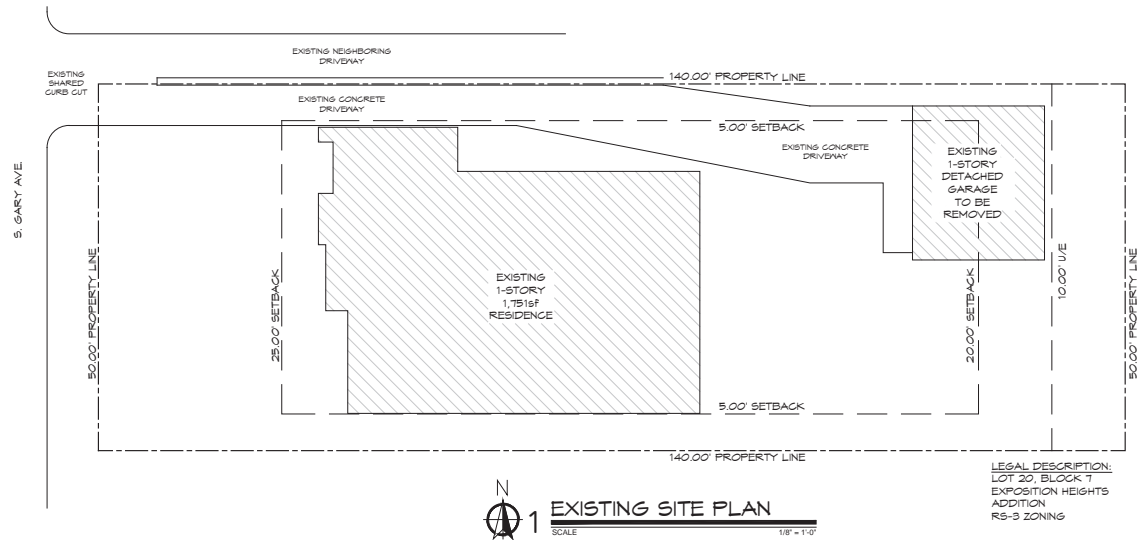 EXISTING NEIGHBORING
DRIVEWAY
EXISTING
SHARED
CURB CUT
140.00' PROPERTY LINE
EXISTING CONCRETE
DRIVEWAY
5.00' SETBACK
EXISTING CONCRETE
DRIVEWAY
EXISTING
1-STORY
DETACHED
GARAGE
TO BE
REMOVED
S. GARY AVE.
50.00' PROPERTY LINE
25.00' SETBACK
EXISTING
1-STORY
1,751sf
RESIDENCE
20.00' SETBACK
10.00' U/E
50.00' PROPERTY LINE
5.00' SETBACK
140.00' PROPERTY LINE
LEGAL DESCRIPTION:
LOT 20, BLOCK 7
EXPOSITION HEIGHTS
ADDITION
RS-3 ZONING
N
1 EXISTING SITE PLAN
SCALE 1/8" = 1'-0"